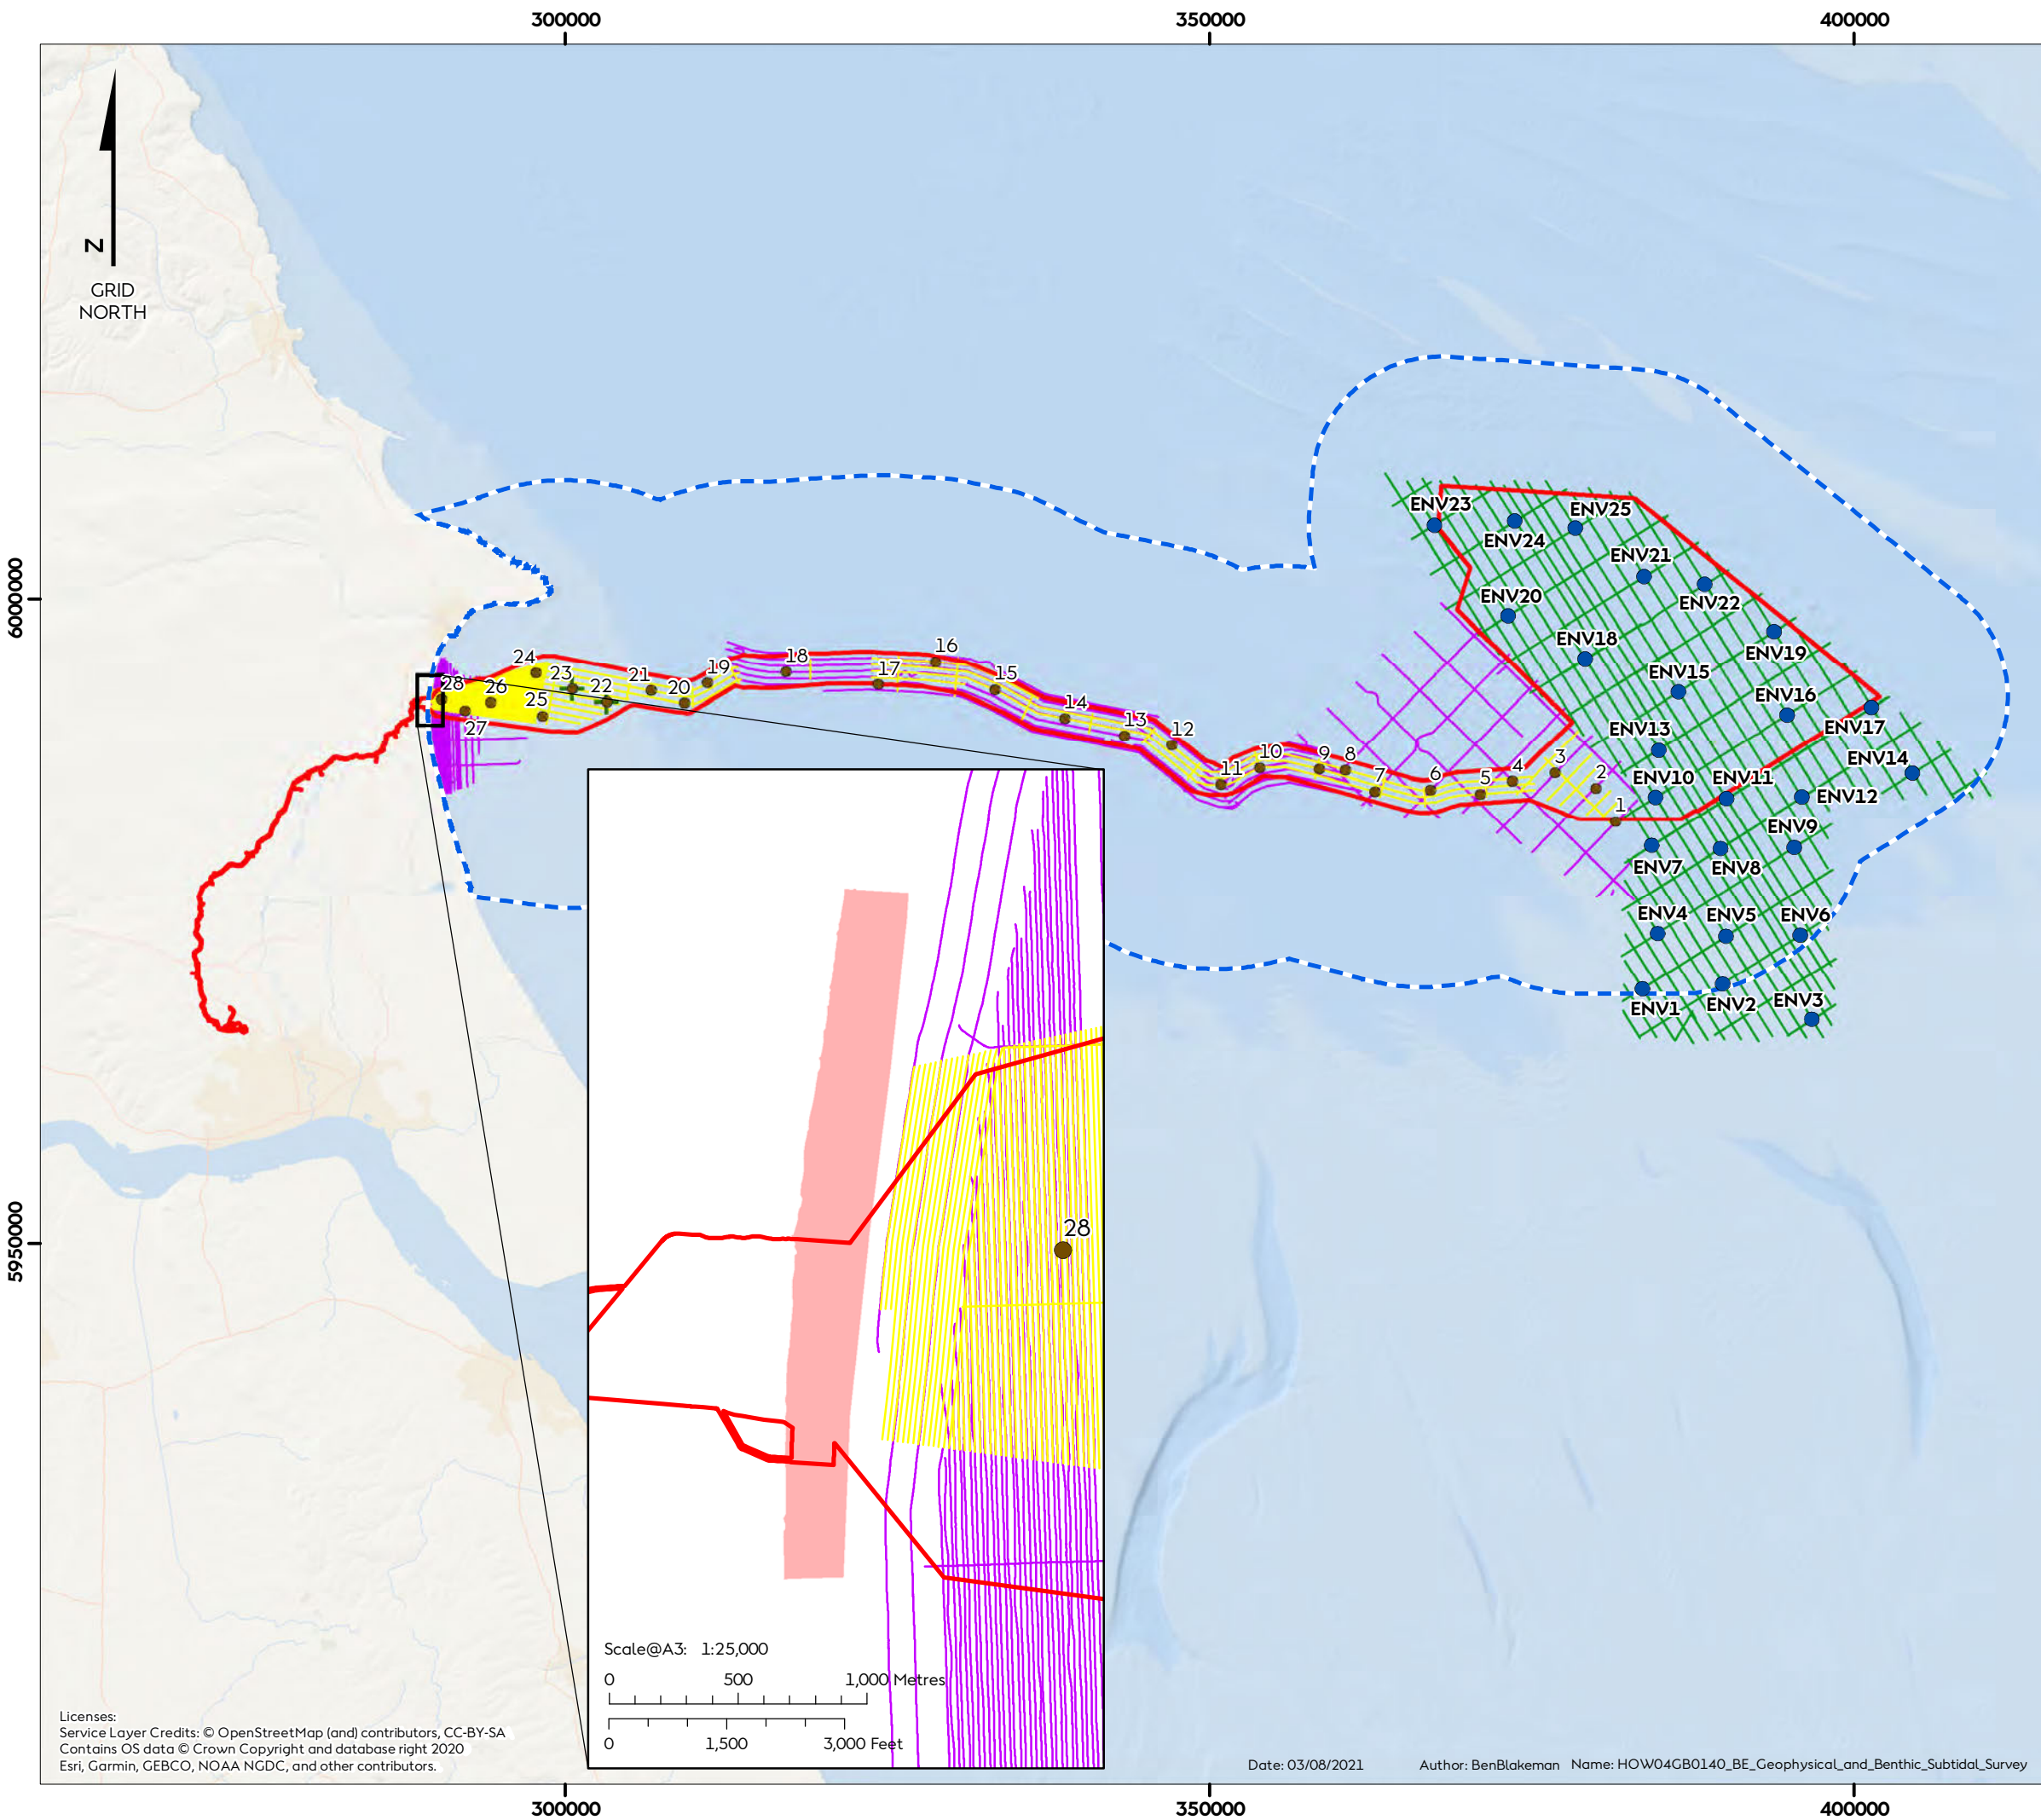 300000
350000
400000
N
GRID
NORTH
6000000
5950000
ENV23
ENV24
ENV25
ENV21
ENV22
ENV20
ENV18
ENV19
ENV15
ENV16
ENV17
ENV13
ENV14
ENV10
ENV11
ENV12
ENV9
ENV7
ENV8
ENV4
ENV5
ENV6
ENV1
ENV2
ENV3
16
18
17
15
24
23
21
19
28
26
22
20
25
27
14
13
12
11
10
9
8
7
6
5
4
3
2
1
28
Scale@A3: 1:25,000
0 500 1,000 Metres
0 1,500 3,000 Feet
Licenses:
Service Layer Credits: © OpenStreetMap (and) contributors, CC-BY-SA
Contains OS data © Crown Copyright and database right 2020
Esri, Garmin, GEBCO, NOAA NGDC, and other contributors.
Date: 03/08/2021 Author: BenBlakeman Name: HOW04GB0140_BE_Geophysical_and_Benthic_Subtidal_Survey
300000
350000
400000